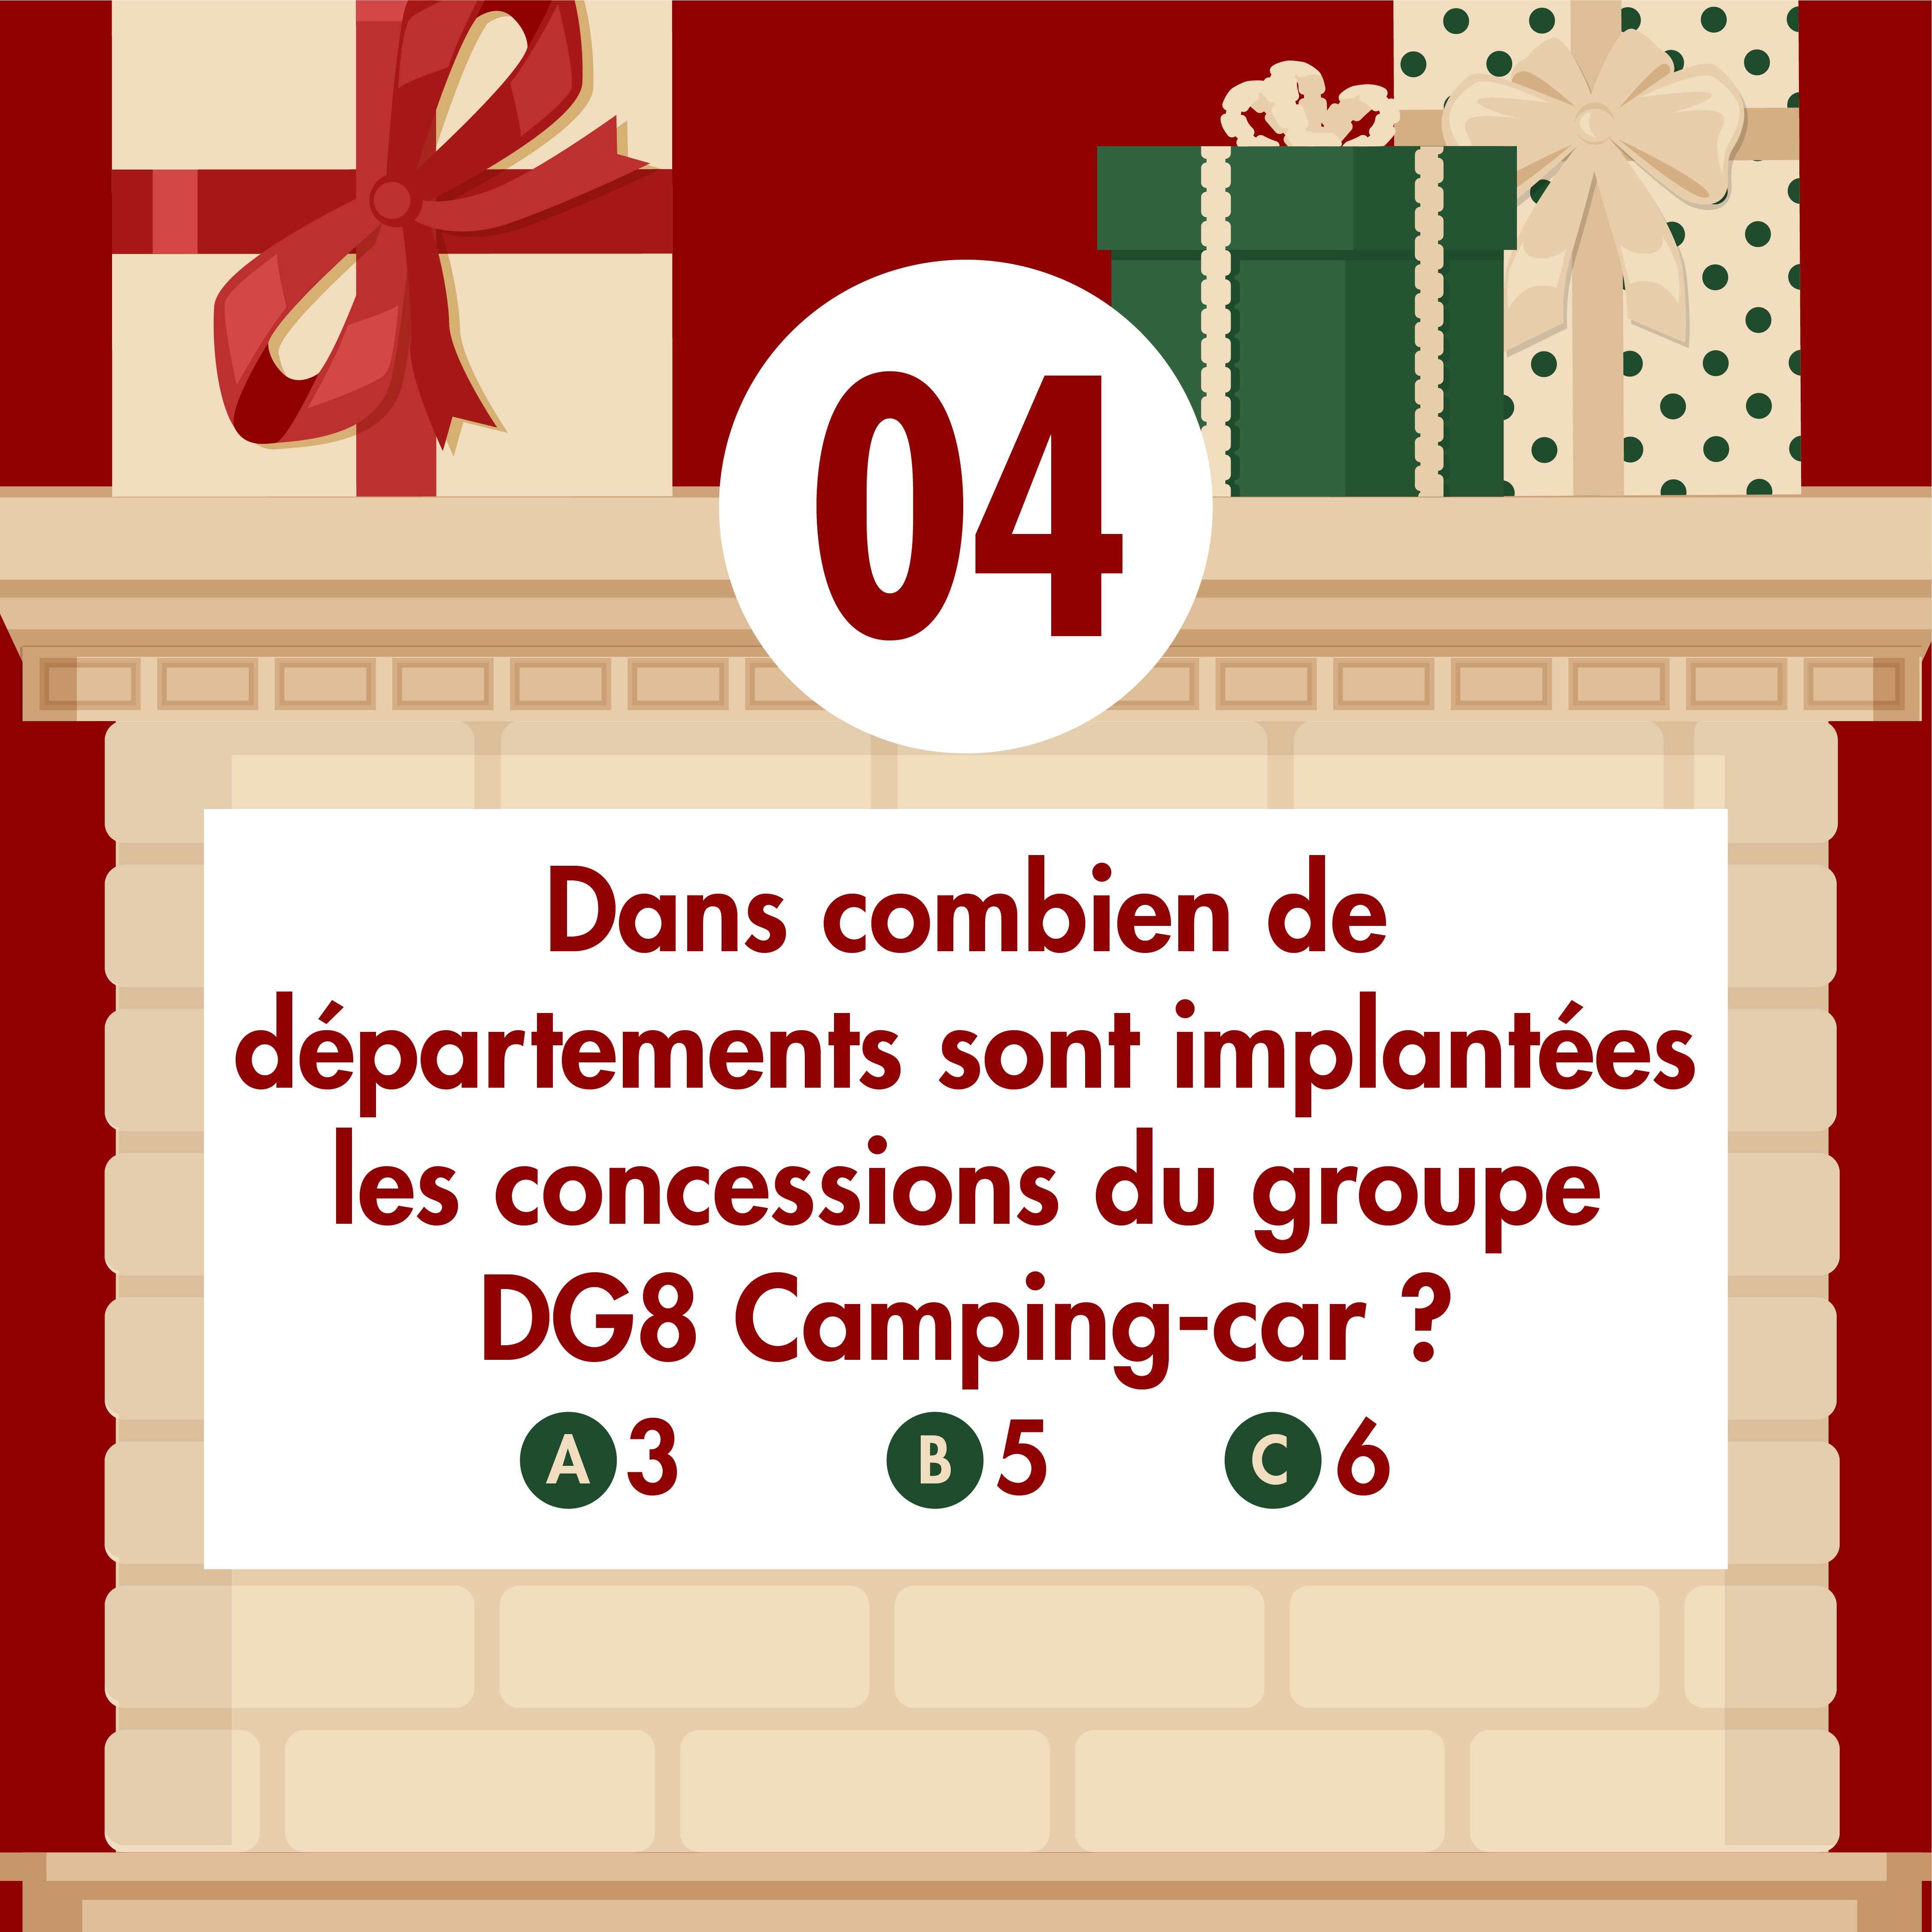 04
Dans combien de
départements sont implantées
les concessions du groupe
DG8 Camping-car ?
A 3 B 5 C 6